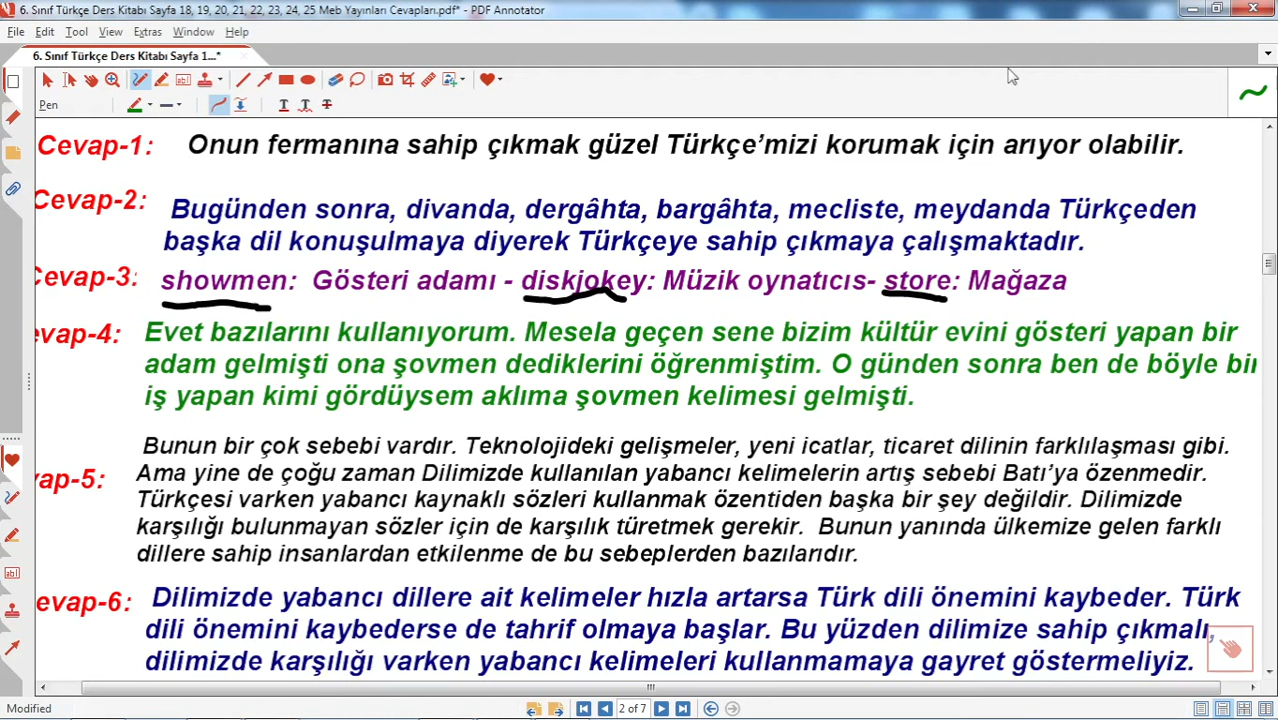 6. Sınıf Türkçe Ders Kitabı Sayfa 18, 19, 20, 21, 22, 23, 24, 25 Meb Yayınları Cevapları.pdf* - PDF Annotator
File Edit Tool View Extras Window Help
6. Sınıf Türkçe Ders Kitabı Sayfa 1...*
Pen
Cevap-1: Onun fermanına sahip çıkmak güzel Türkçe'mizi korumak için arıyor olabilir.
Cevap-2: Bugünden sonra, divanda, dergâhta, bargâhta, mecliste, meydanda Türkçeden
başka dil konuşulmaya diyerek Türkçeye sahip çıkmaya çalışmaktadır.
Cevap-3: showmen: Gösteri adamı - diskjokey: Müzik oynatıcıs- store: Mağaza
evap-4: Evet bazılarını kullanıyorum. Mesela geçen sene bizim kültür evini gösteri yapan bir
adam gelmişti ona şovmen dediklerini öğrenmiştim. O günden sonra ben de böyle bir
iş yapan kimi gördüysem aklıma şovmen kelimesi gelmişti.
Bunun bir çok sebebi vardır. Teknolojideki gelişmeler, yeni icatlar, ticaret dilinin farklılaşması gibi.
Ama yine de çoğu zaman Dilimizde kullanılan yabancı kelimelerin artış sebebi Batı'ya özenmedir.
vap-5: Türkçesi varken yabancı kaynaklı sözleri kullanmak özentiden başka bir şey değildir. Dilimizde
karşılığı bulunmayan sözler için de karşılık türetmek gerekir. Bunun yanında ülkemize gelen farklı
dillere sahip insanlardan etkilenme de bu sebeplerden bazılarıdır.
evap-6: Dilimizde yabancı dillere ait kelimeler hızla artarsa Türk dili önemini kaybeder. Türk
dili önemini kaybederse de tahrif olmaya başlar. Bu yüzden dilimize sahip çıkmalı,
dilimizde karşılığı varken yabancı kelimeleri kullanmamaya gayret göstermeliyiz.
Modified 2 of 7